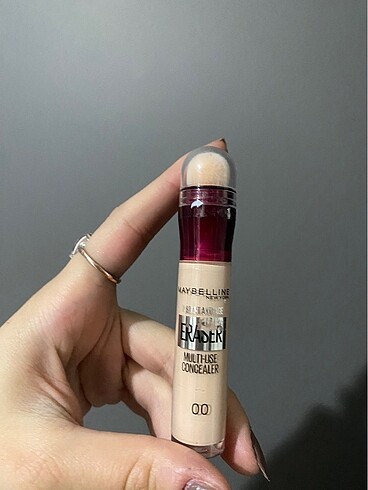 MAYBELLINE
NEW YORK
ERASER
MULTI-USE
CONCEALER
00